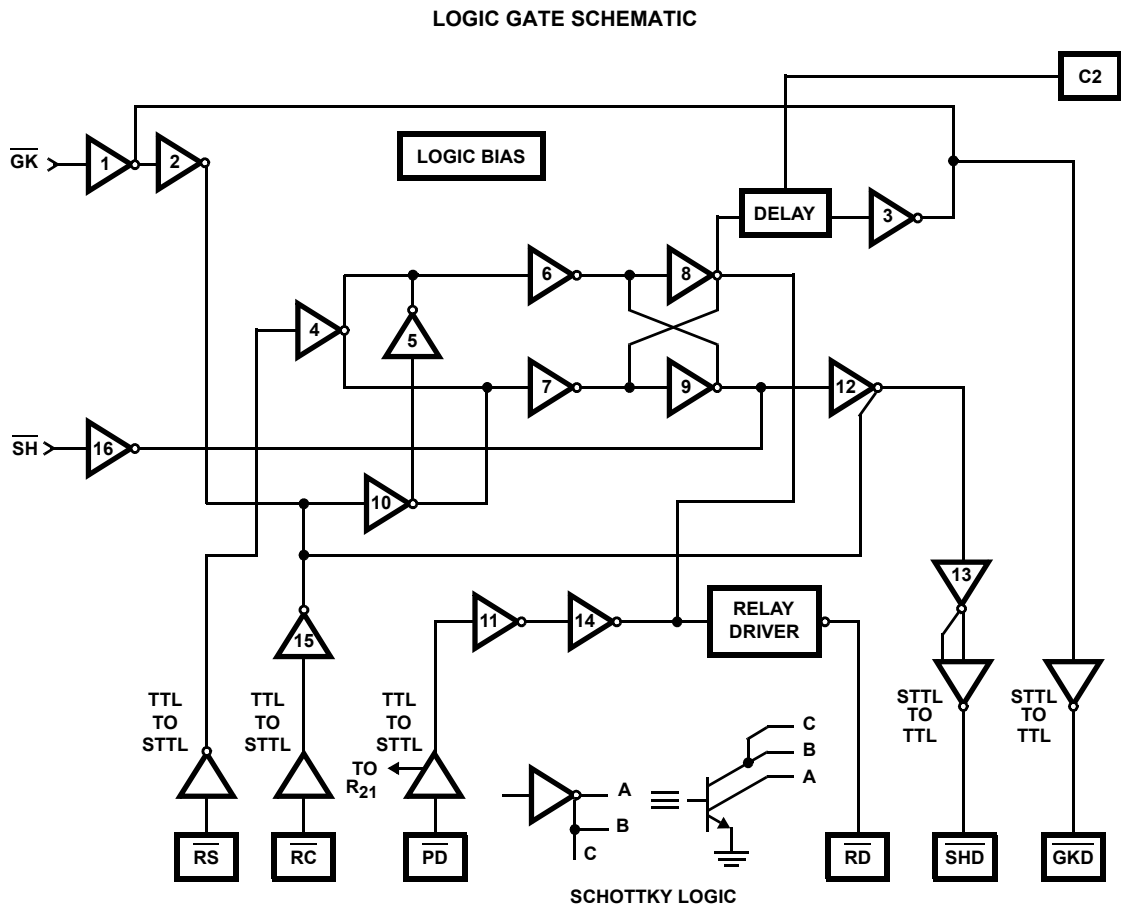 LOGIC GATE SCHEMATIC
C2
GK
1
2
LOGIC BIAS
DELAY
3
6
8
4
5
7
9
12
SH
16
10
13
11
14
RELAY
DRIVER
15
TTL
TO
STTL
TTL
TO
STTL
TTL
TO
STTL
STTL
TO
TTL
STTL
TO
TTL
TO
R21
A
B
C
C
B
A
RS
RC
PD
RD
SHD
GKD
SCHOTTKY LOGIC